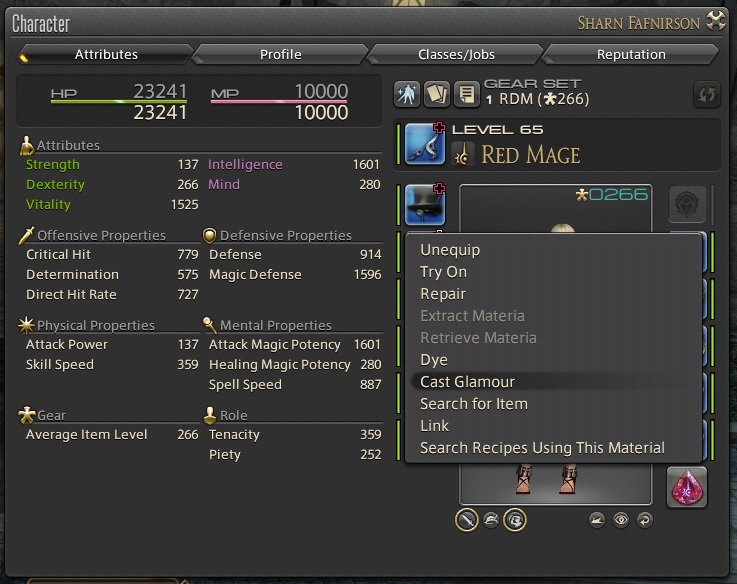 Character
SHARN FAFNIRSON
Attributes Profile Classes/Jobs Reputation
HP 23241
23241
MP 10000
10000
GEAR SET
1 RDM (266)
LEVEL 65
RED MAGE
0266
Attributes
Strength 137 Intelligence 1601
Dexterity 266 Mind 280
Vitality 1525
Offensive Properties Defensive Properties
Critical Hit 779 Defense 914
Determination 575 Magic Defense 1596
Direct Hit Rate 727
Physical Properties Mental Properties
Attack Power 137 Attack Magic Potency 1601
Skill Speed 359 Healing Magic Potency 280
Spell Speed 887
Gear Role
Average Item Level 266 Tenacity 359
Piety 252
Unequip
Try On
Repair
Extract Materia
Retrieve Materia
Dye
Cast Glamour
Search for Item
Link
Search Recipes Using This Material